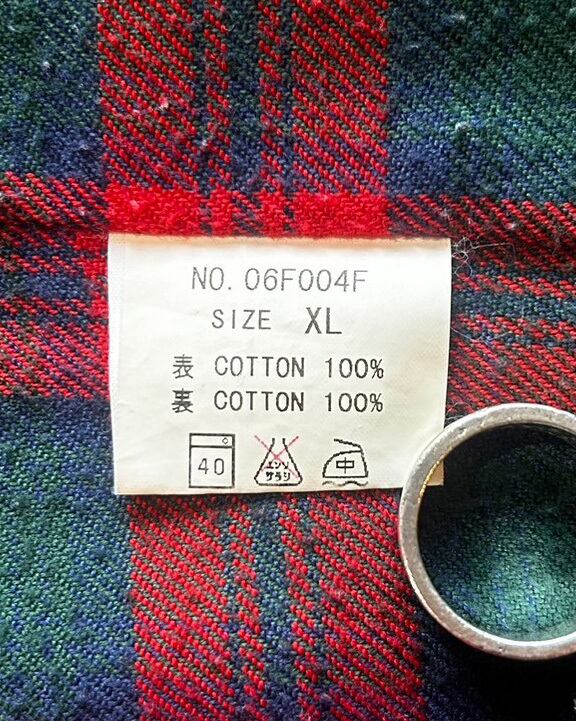 NO. 06F004F
SIZE XL
表 COTTON 100%
裏 COTTON 100%
40
エンソ
サラシ
中